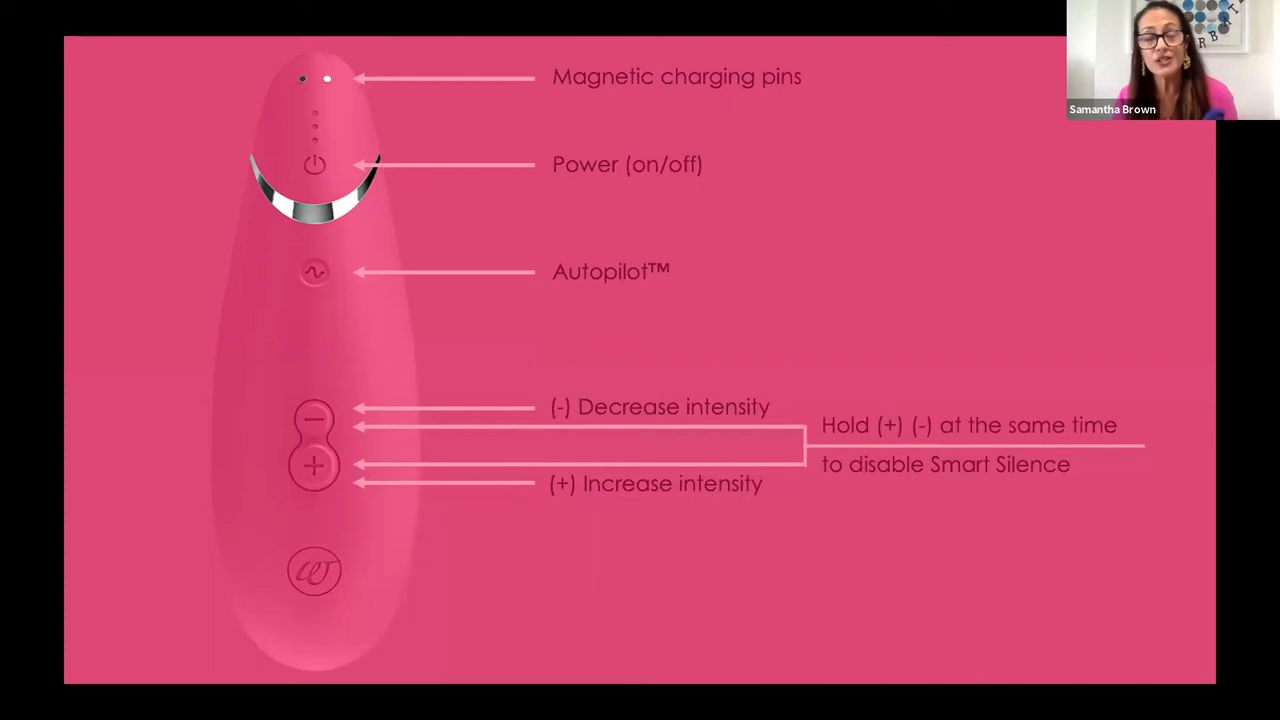 Magnetic charging pins
Samantha Brown
Power (on/off)
Autopilot™
(-) Decrease intensity
Hold (+) (-) at the same time
to disable Smart Silence
(+) Increase intensity